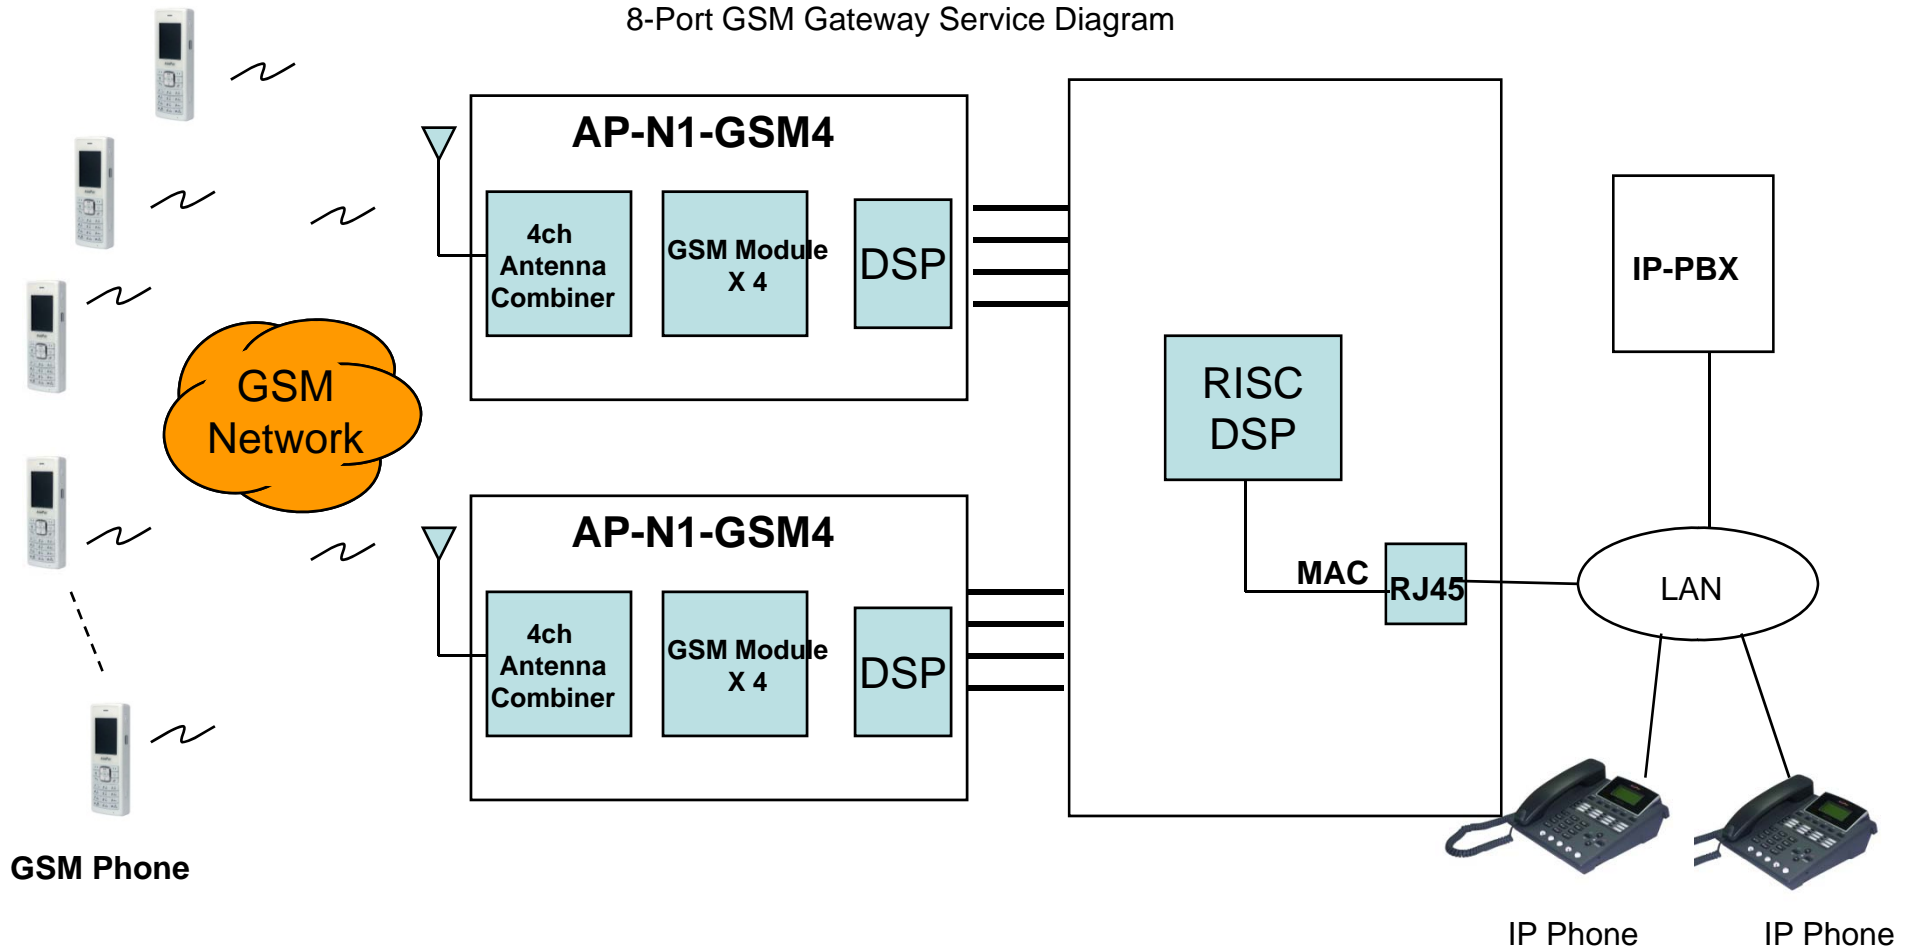 8-Port GSM Gateway Service Diagram
AP-N1-GSM4
4ch
Antenna
Combiner
GSM Module
X 4
DSP
GSM
Network
AP-N1-GSM4
4ch
Antenna
Combiner
GSM Module
X 4
DSP
RISC
DSP
MAC
RJ45
IP-PBX
LAN
GSM Phone
IP Phone
IP Phone